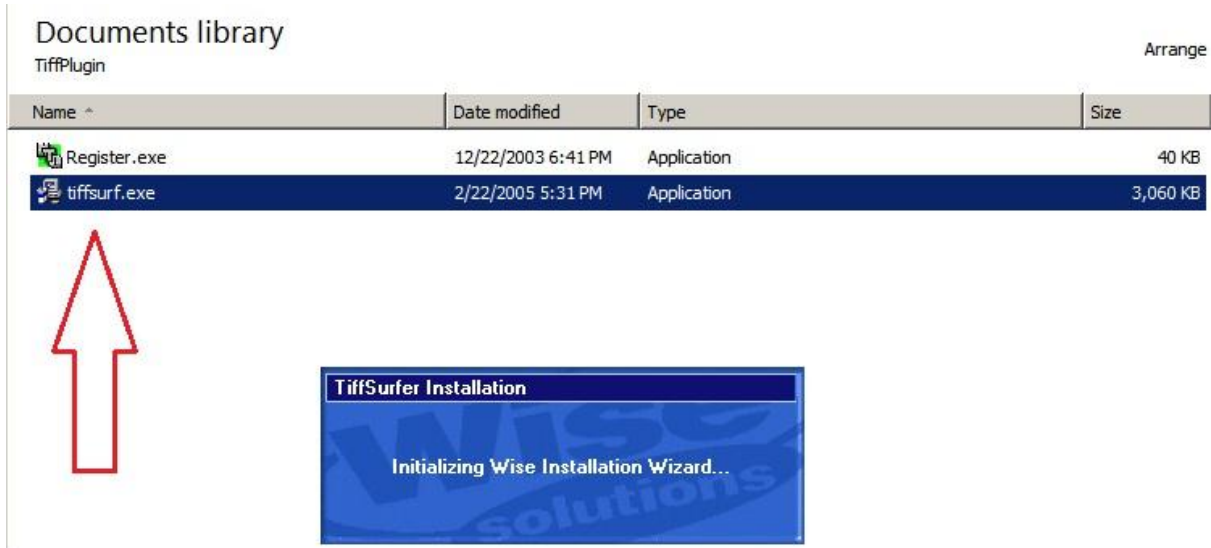 Documents library
TiffPlugin
Arrange
Name Date modified Type Size
Register.exe 12/22/2003 6:41 PM Application 40 KB
tiffsurf.exe 2/22/2005 5:31 PM Application 3,060 KB
TiffSurfer Installation
Wise
Initializing Wise Installation Wizard...
solutions